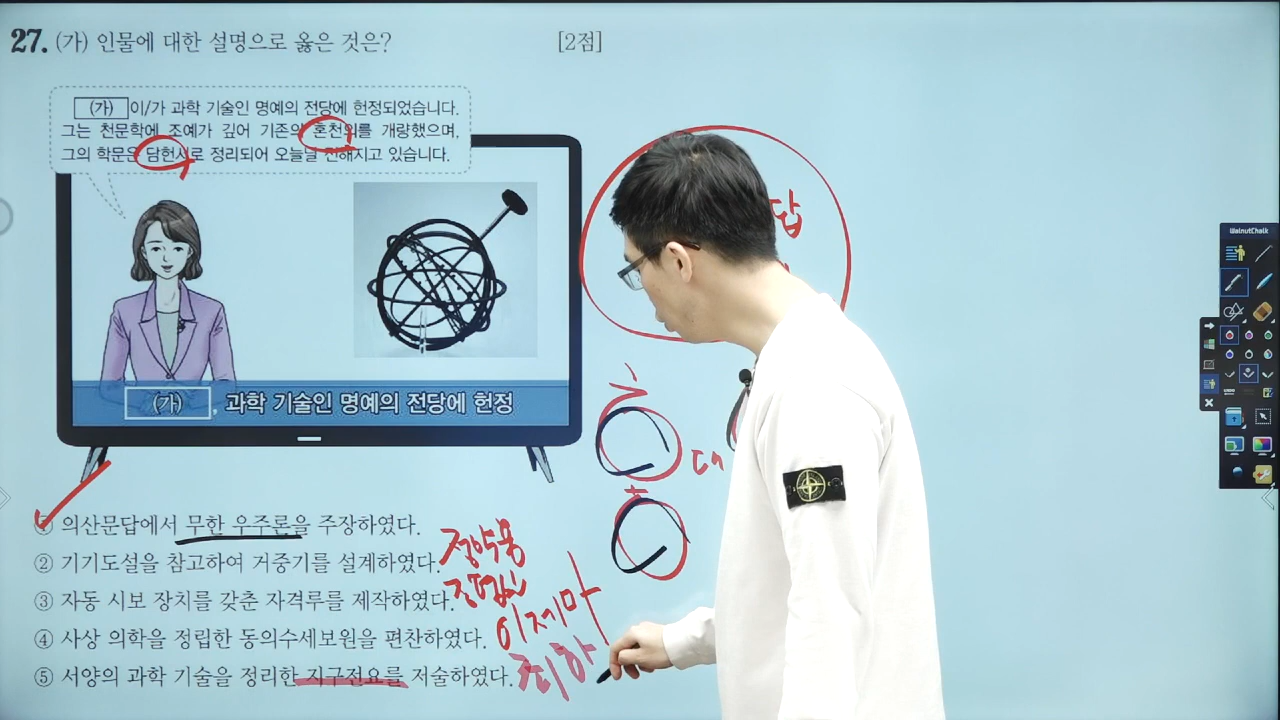 27. (가) 인물에 대한 설명으로 옳은 것은? [2점]
(가) 이/가 과학 기술인 명예의 전당에 헌정되었습니다.
그는 천문학에 조예가 깊어 기존의 혼천의를 개량했으며,
그의 학문은 담헌서로 정리되어 오늘날 전해지고 있습니다.
(가), 과학 기술인 명예의 전당에 헌정
답
대
① 의산문답에서 무한 우주론을 주장하였다.
② 기기도설을 참고하여 거중기를 설계하였다. 정약용
③ 자동 시보 장치를 갖춘 자격루를 제작하였다. 장영실
④ 사상 의학을 정립한 동의수세보원을 편찬하였다. 이제마
⑤ 서양의 과학 기술을 정리한 지구전요를 저술하였다. 최하
WalnutChalk